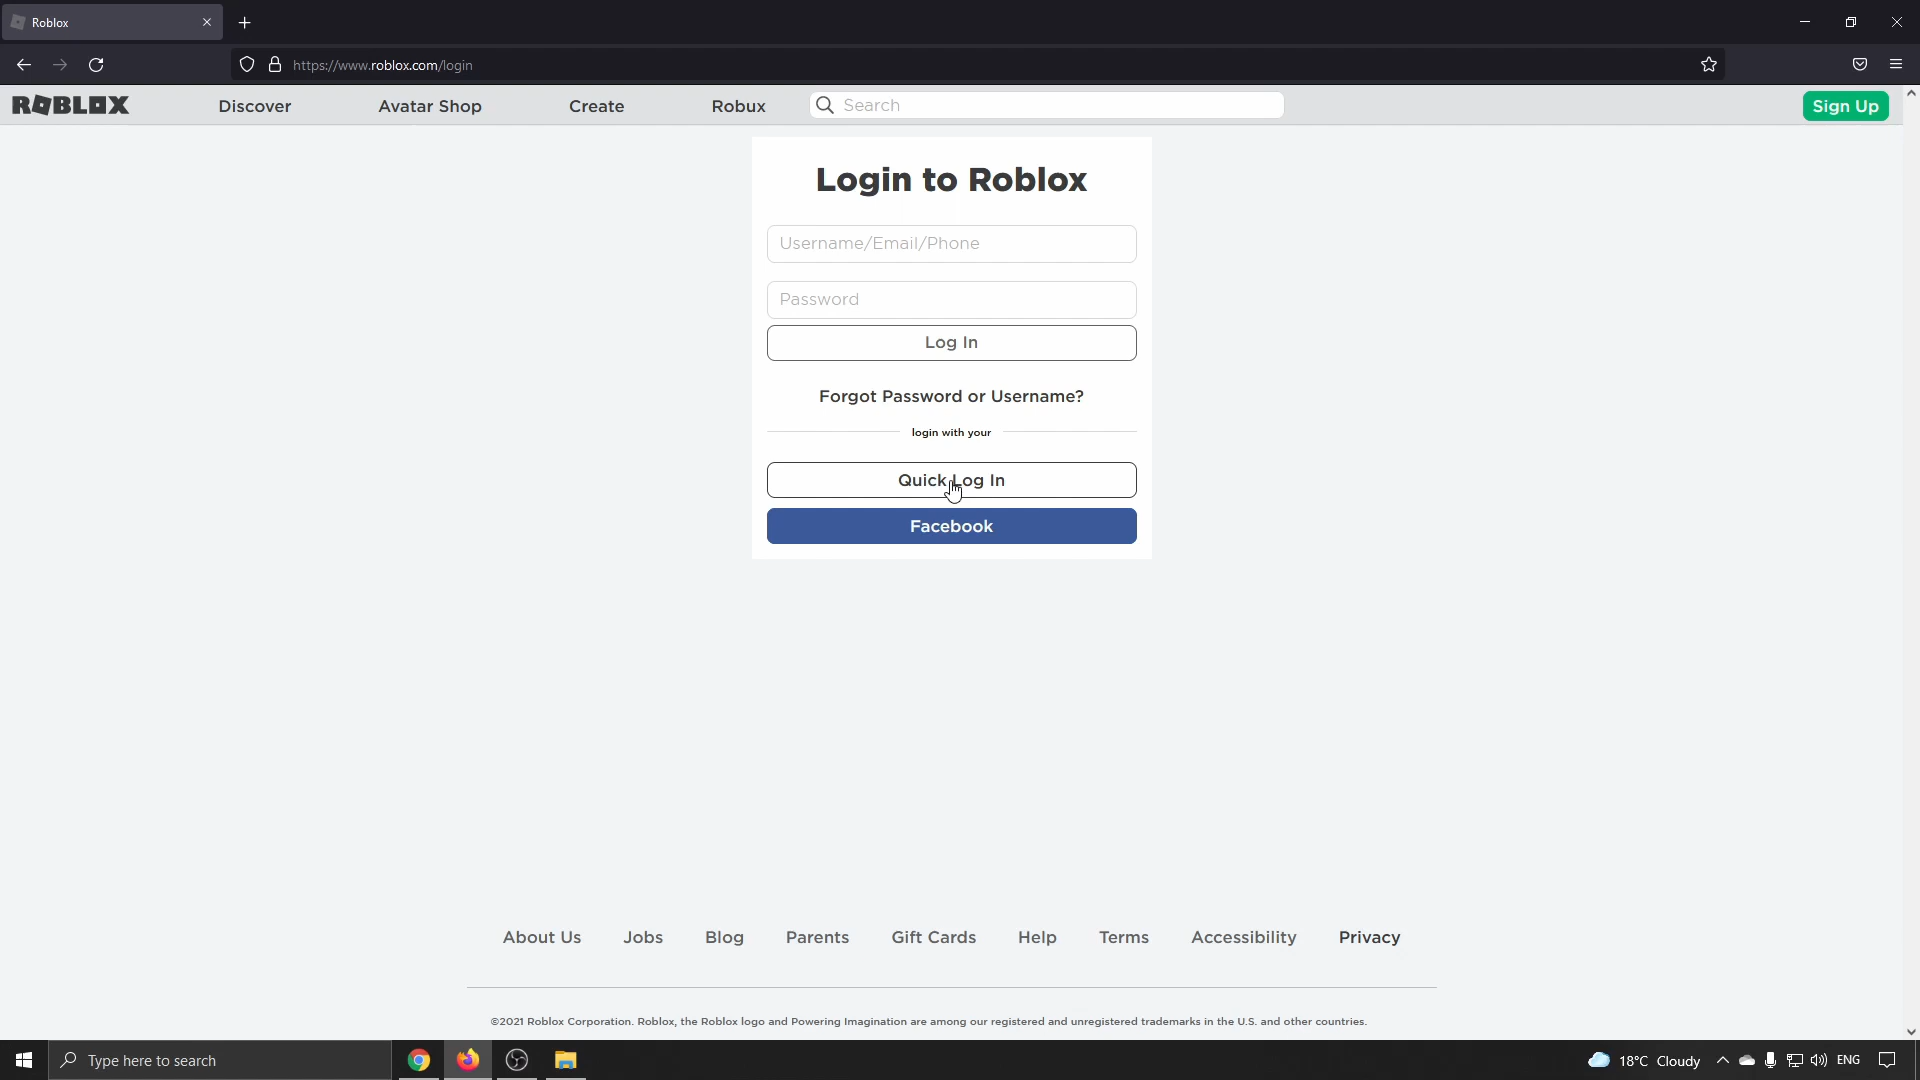 Roblox
https://www.roblox.com/login
ROBLOX Discover Avatar Shop Create Robux Search Sign Up
Login to Roblox
Username/Email/Phone
Password
Log In
Forgot Password or Username?
login with your
Quick Log In
Facebook
About Us Jobs Blog Parents Gift Cards Help Terms Accessibility Privacy
©2021 Roblox Corporation. Roblox, the Roblox logo and Powering Imagination are among our registered and unregistered trademarks in the U.S. and other countries.
Type here to search 18°C Cloudy ENG